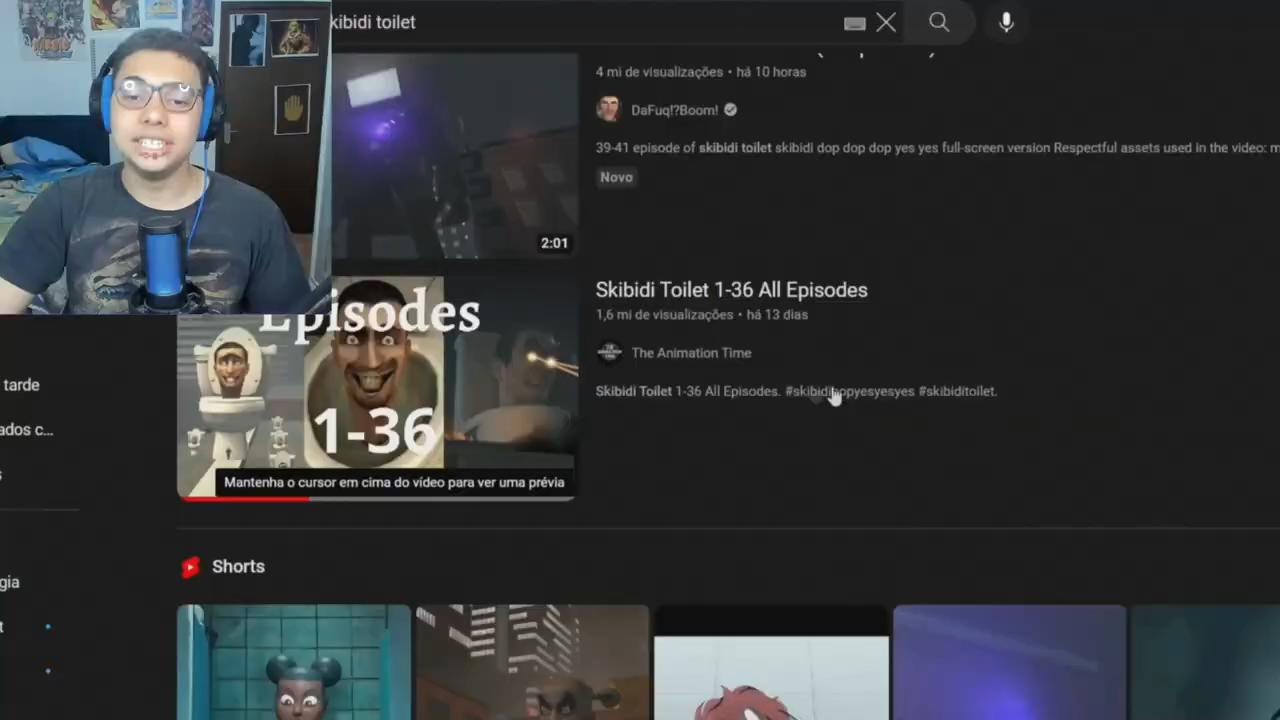 kibidi toilet
4 mi de visualizações • há 10 horas
DaFuq!?Boom!
39-41 episode of skibidi toilet skibidi dop dop dop yes yes full-screen version Respectful assets used in the video: m
Novo
2:01
Episodes
1-36
Mantenha o cursor em cima do vídeo para ver uma prévia
Skibidi Toilet 1-36 All Episodes
1,6 mi de visualizações • há 13 dias
The Animation Time
Skibidi Toilet 1-36 All Episodes. #skibidi opyesyesyes #skibiditoilet.
tarde
ados c...
s
gia
t
Shorts